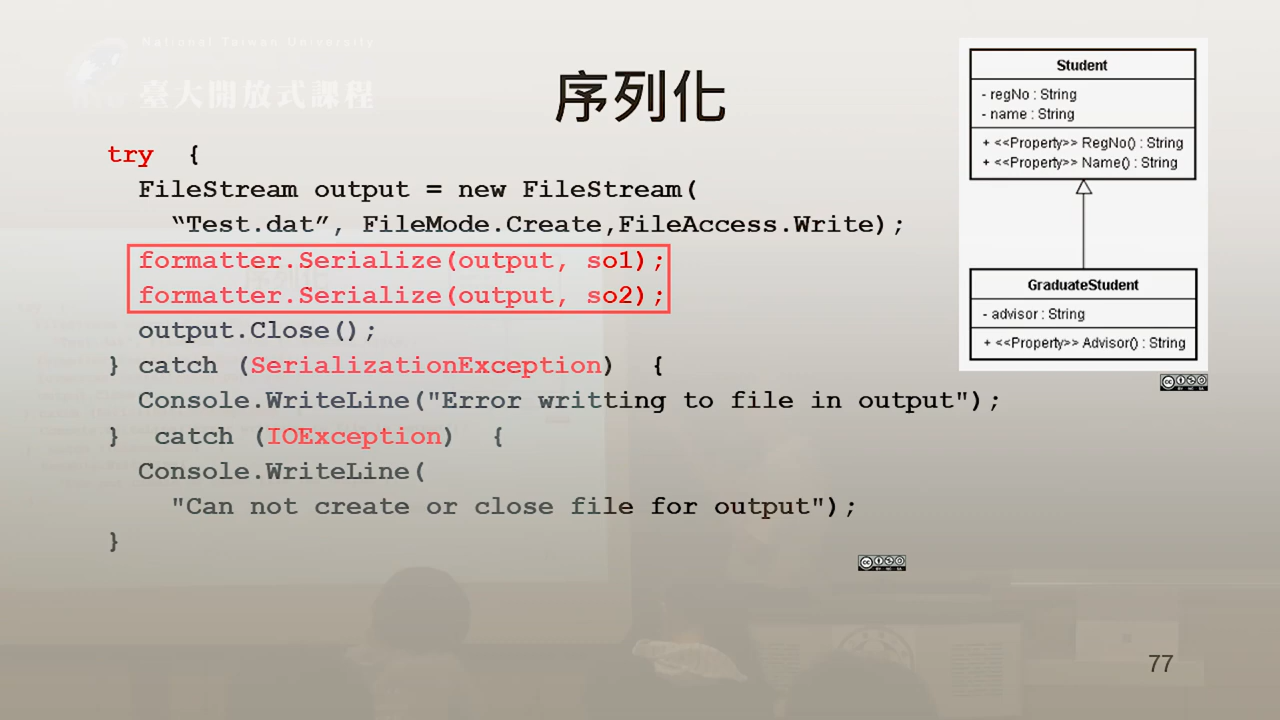 National Taiwan University
臺大開放式課程
序列化
try {
FileStream output = new FileStream(
“Test.dat”, FileMode.Create,FileAccess.Write);
formatter.Serialize(output, so1);
formatter.Serialize(output, so2);
output.Close();
} catch (SerializationException) {
Console.WriteLine("Error writting to file in output");
} catch (IOException) {
Console.WriteLine(
"Can not create or close file for output");
}
Student
- regNo : String
- name : String
+ <<Property>> RegNo() : String
+ <<Property>> Name() : String
GraduateStudent
- advisor : String
+ <<Property>> Advisor() : String
77